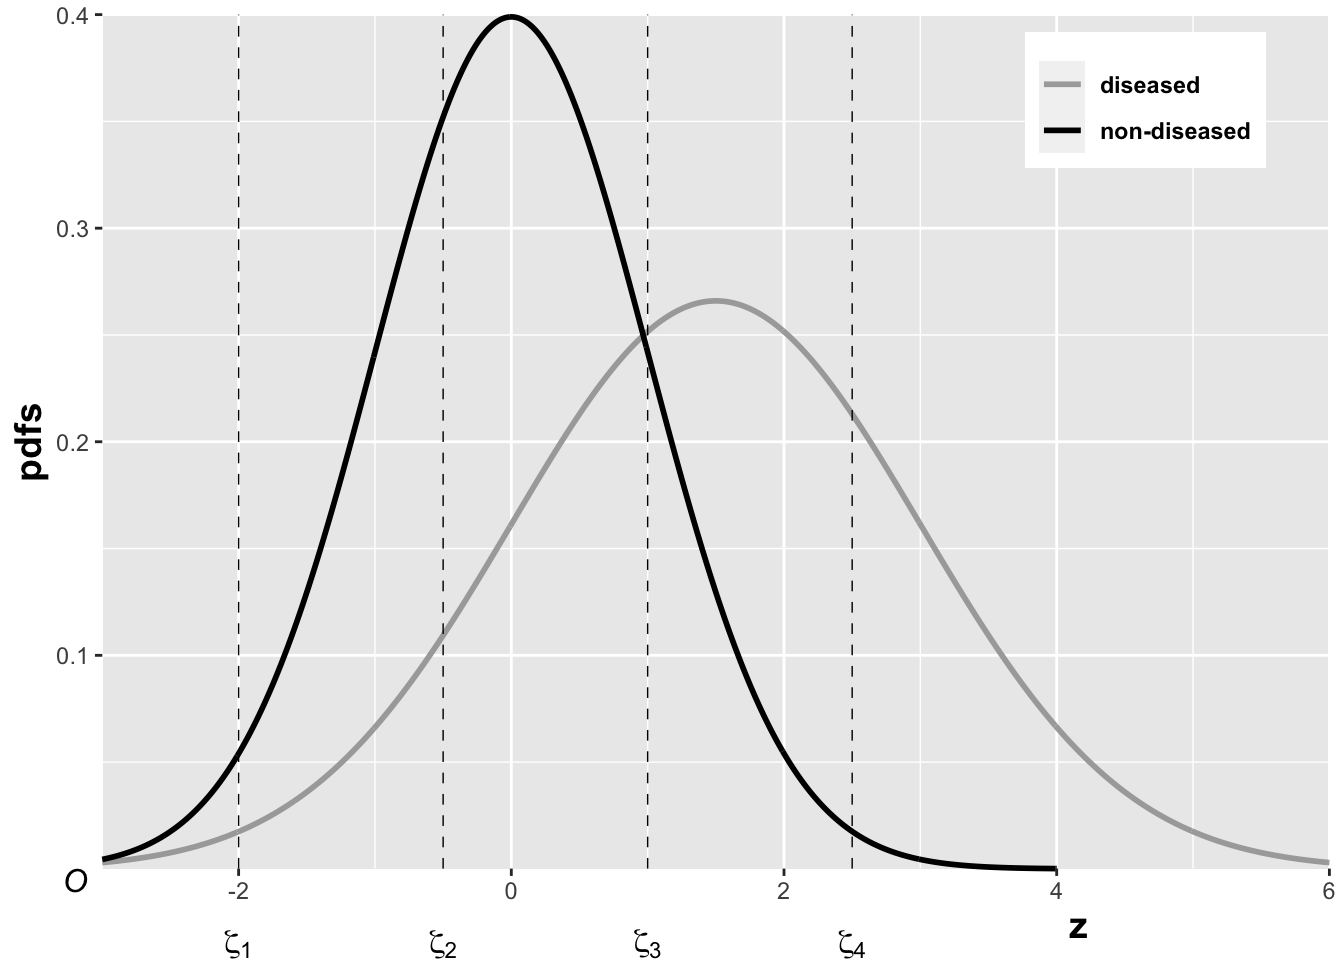 0.4
diseased
non-diseased
0.3
pdfs
0.2
0.1
O
-2 0 2 4 6
z
ζ1 ζ2 ζ3 ζ4